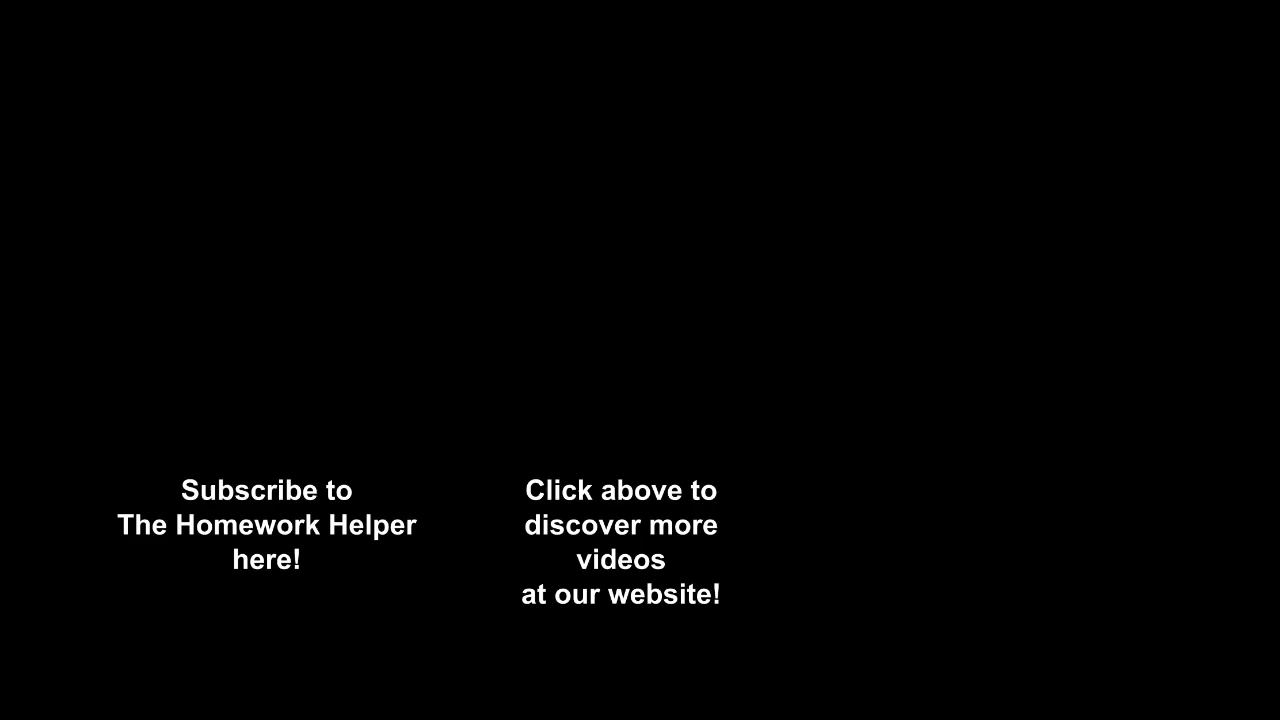 Subscribe to
The Homework Helper
here!
Click above to
discover more
videos
at our website!